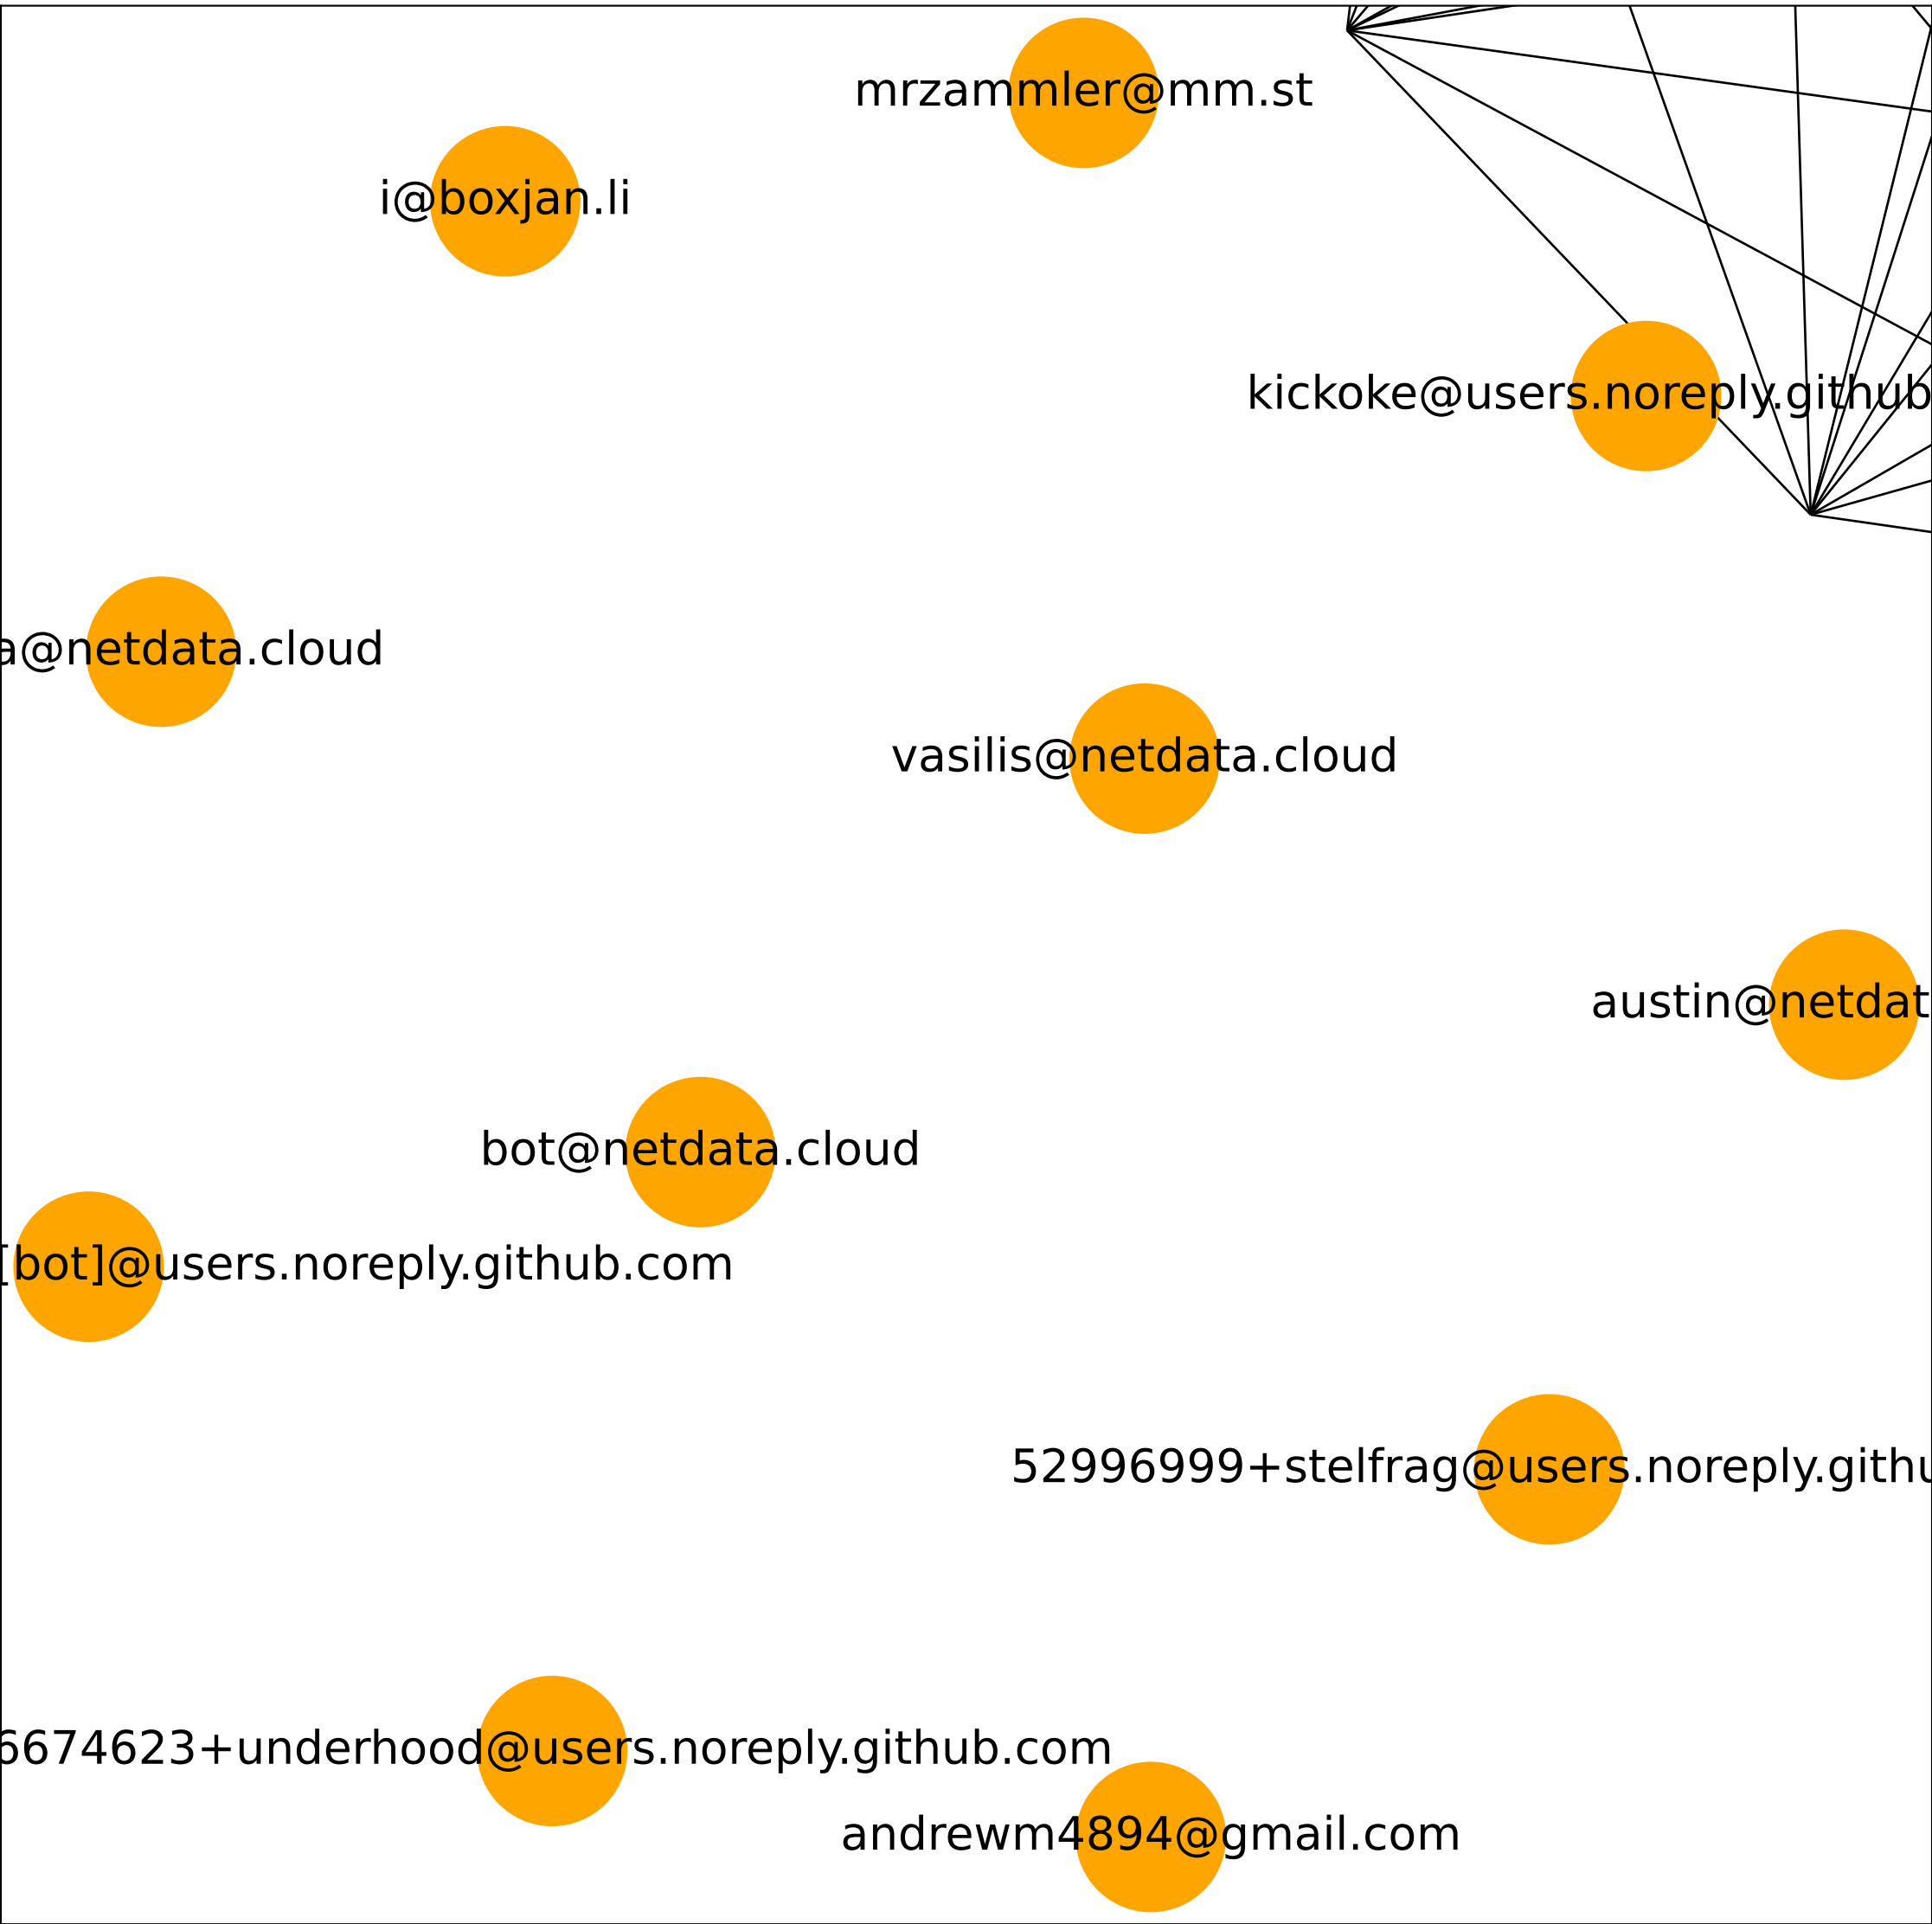 mrzammler@mm.st
i@boxjan.li
kickoke@users.noreply.github
a@netdata.cloud
vasilis@netdata.cloud
austin@netdat
bot@netdata.cloud
[bot]@users.noreply.github.com
52996999+stelfrag@users.noreply.githu
6674623+underhood@users.noreply.github.com
andrewm4894@gmail.com